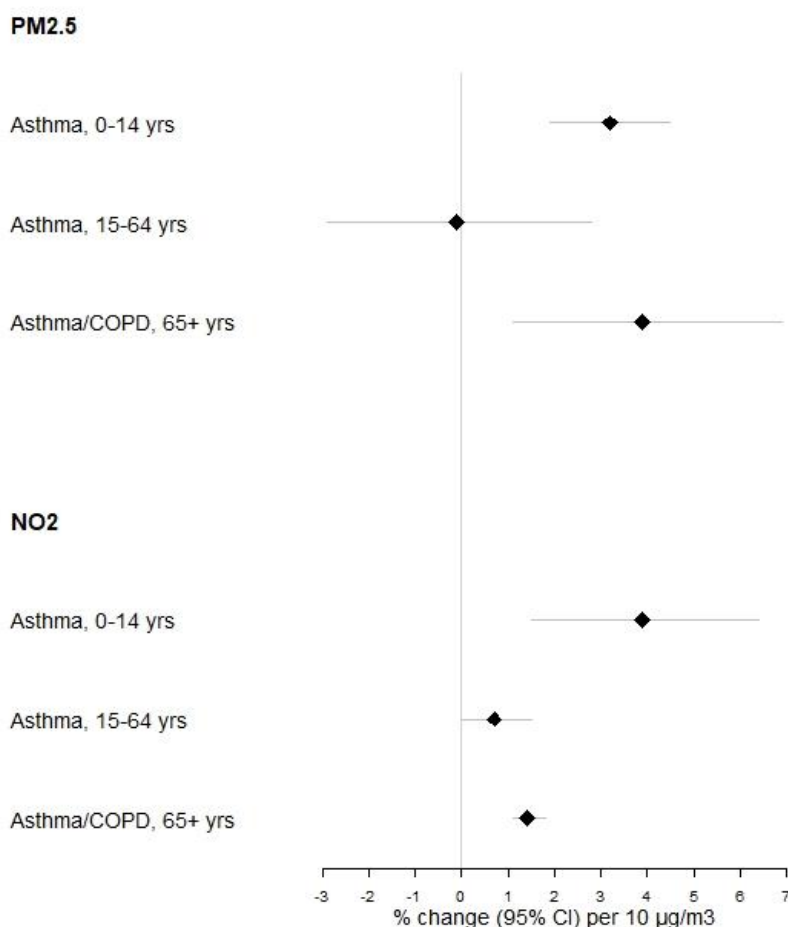 PM2.5
Asthma, 0-14 yrs
Asthma, 15-64 yrs
Asthma/COPD, 65+ yrs
NO2
Asthma, 0-14 yrs
Asthma, 15-64 yrs
Asthma/COPD, 65+ yrs
-3 -2 -1 0 1 2 3 4 5 6 7
% change (95% CI) per 10 µg/m3